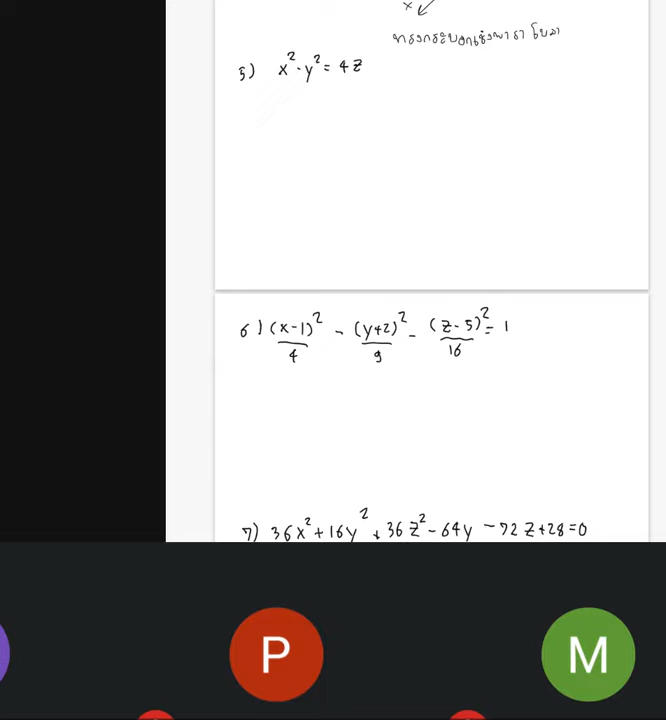 x
ทรงกระบอกเชิงพาราโบลา
5) x² - y² = 4z
6) (x-1)²/4 - (y+2)²/9 - (z-5)²/16 = 1
7) 36x² + 16y² + 36z² - 64y - 72z + 28 = 0
P M